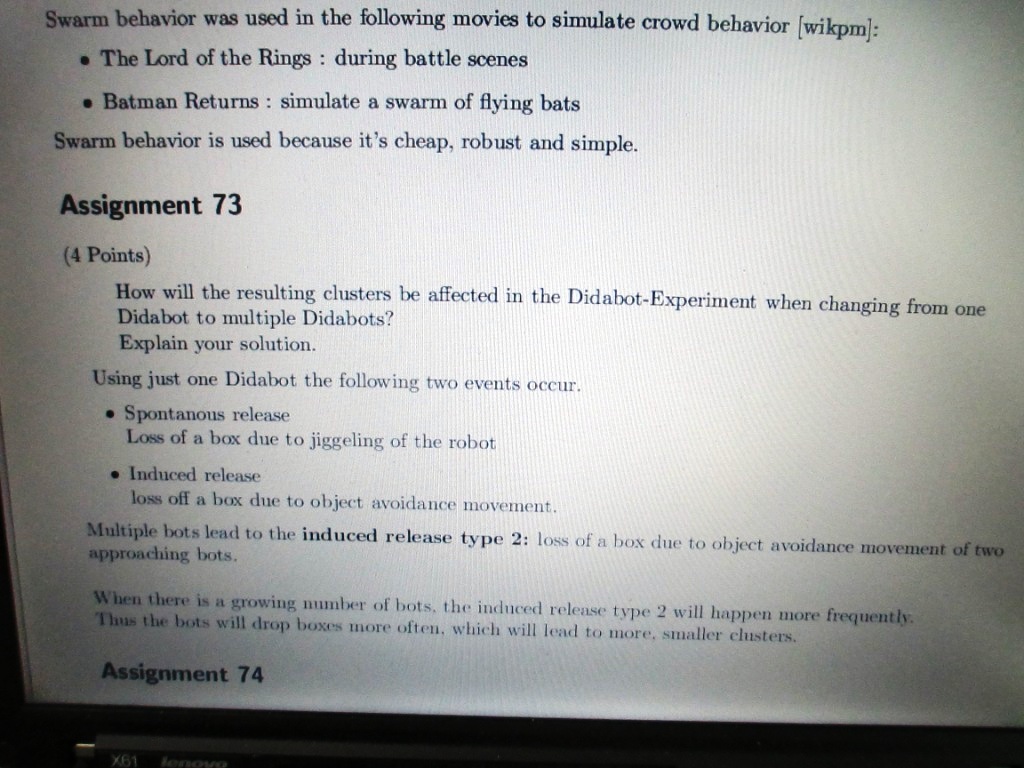 Swarm behavior was used in the following movies to simulate crowd behavior [wikpm]:
• The Lord of the Rings : during battle scenes
• Batman Returns : simulate a swarm of flying bats
Swarm behavior is used because it's cheap, robust and simple.
Assignment 73
(4 Points)
How will the resulting clusters be affected in the Didabot-Experiment when changing from one
Didabot to multiple Didabots?
Explain your solution.
Using just one Didabot the following two events occur.
• Spontanous release
Loss of a box due to jiggeling of the robot
• Induced release
loss off a box due to object avoidance movement.
Multiple bots lead to the induced release type 2: loss of a box due to object avoidance movement of two
approaching bots.
When there is a growing number of bots, the induced release type 2 will happen more frequently.
Thus the bots will drop boxes more often, which will lead to more, smaller clusters.
Assignment 74
X61 lenovo